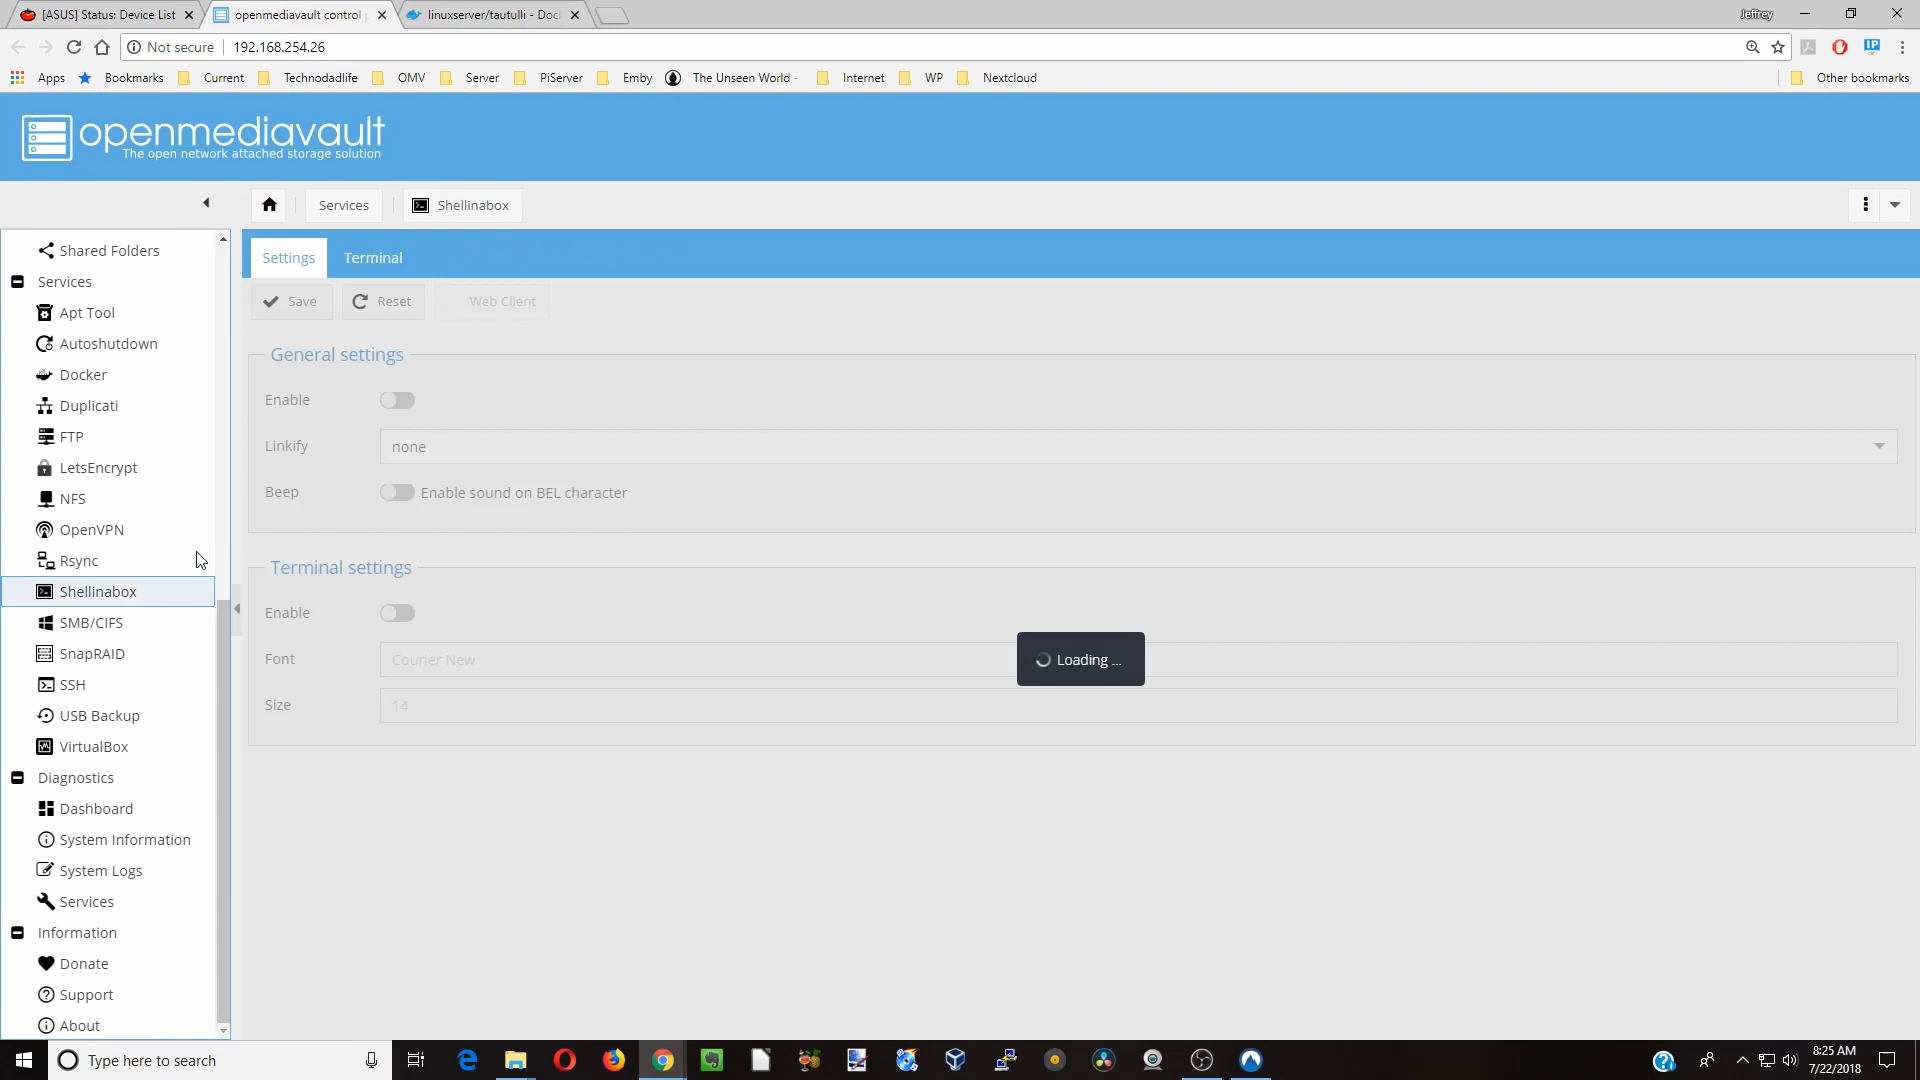 [ASUS] Status: Device List
openmediavault control p
linuxserver/tautulli - Doc
Jeffrey
Not secure
192.168.254.26
Apps
Bookmarks
Current
Technodadlife
OMV
Server
PiServer
Emby
The Unseen World -
Internet
WP
Nextcloud
Other bookmarks
openmediavault
The open network attached storage solution
Services
Shellinabox
Shared Folders
Services
Apt Tool
Autoshutdown
Docker
Duplicati
FTP
LetsEncrypt
NFS
OpenVPN
Rsync
Shellinabox
SMB/CIFS
SnapRAID
SSH
USB Backup
VirtualBox
Diagnostics
Dashboard
System Information
System Logs
Services
Information
Donate
Support
About
Settings
Terminal
Save
Reset
Web Client
General settings
Enable
Linkify
none
Beep
Enable sound on BEL character
Terminal settings
Enable
Font
Courier New
Size
14
Loading ...
Type here to search
8:25 AM
7/22/2018